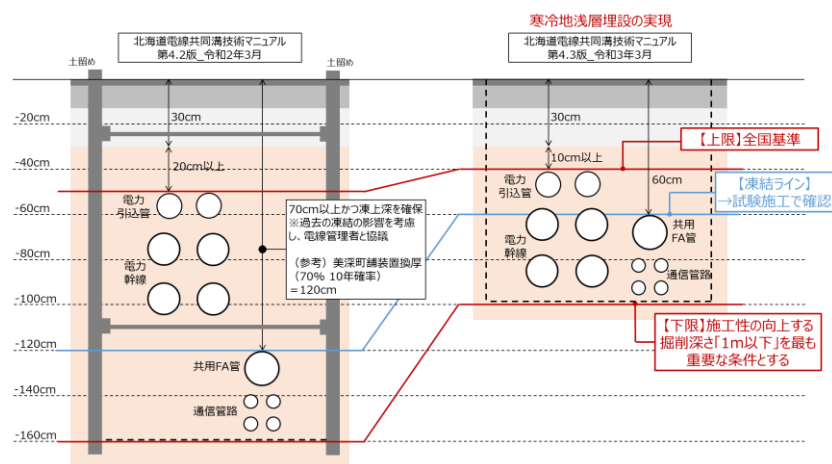 寒冷地浅層埋設の実現
北海道電線共同溝技術マニュアル
第4.2版_令和2年3月
北海道電線共同溝技術マニュアル
第4.3版_令和3年3月
土留め
土留め
-20cm
-40cm
-60cm
-80cm
-100cm
-120cm
-140cm
-160cm
30cm
20cm以上
電力
引込管
電力
幹線
70cm以上かつ凍上深を確保
※過去の凍結の影響を考慮
し、電線管理者と協議
（参考）美深町舗装置換厚
（70% 10年確率）
＝120cm
共用FA管
通信管路
30cm
10cm以上
60cm
電力
引込管
電力
幹線
共用
FA管
通信管路
【上限】全国基準
【凍結ライン】
→試験施工で確認
【下限】施工性の向上する
掘削深さ「1m以下」を最も
重要な条件とする